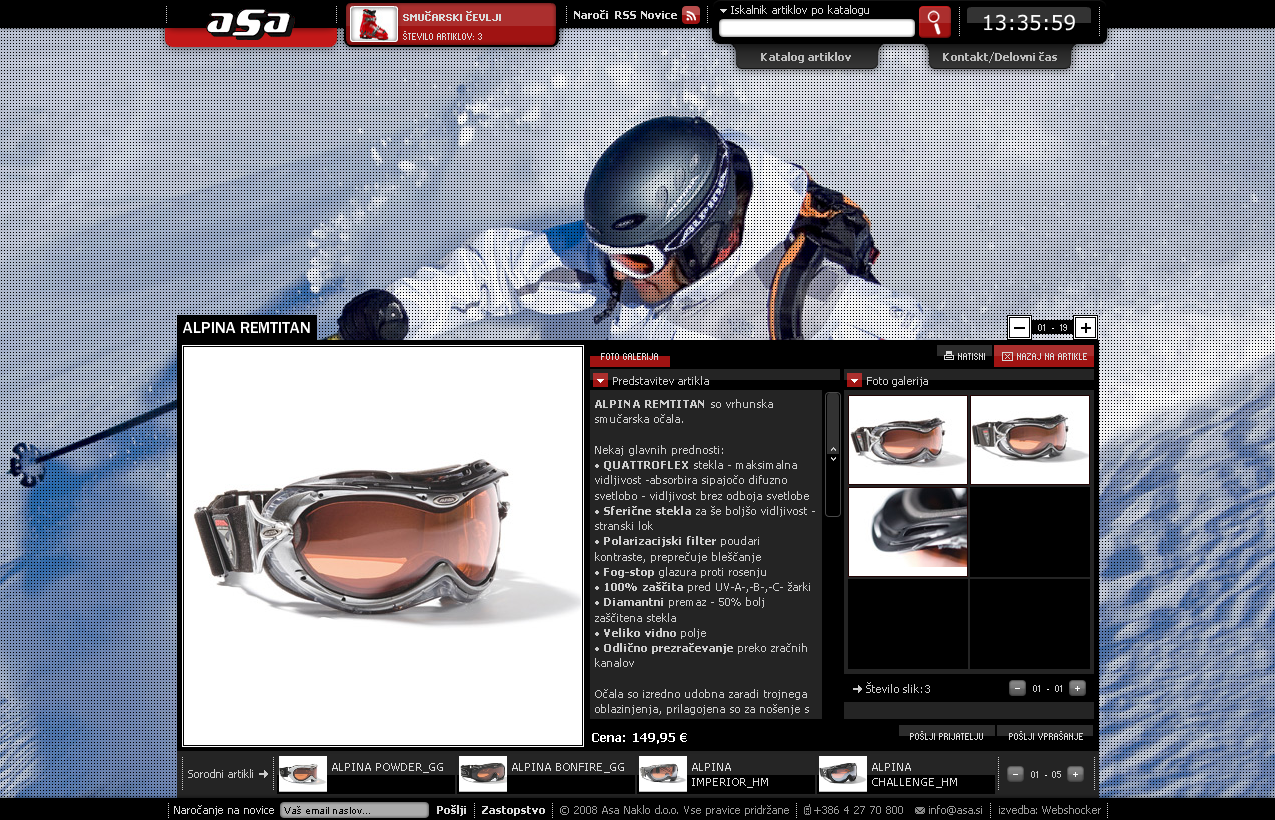 asa
SMUČARSKI ČEVLJI
ŠTEVILO ARTIKLOV: 3
Naroči RSS Novice
Iskalnik artiklov po katalogu
13:35:59
Katalog artiklov
Kontakt/Delovni čas
ALPINA
ALPINA REMTITAN
01 - 19
FOTO GALERIJA
NATISNI
NAZAJ NA ARTIKLE
Predstavitev artikla
Foto galerija
ALPINA REMTITAN so vrhunska
smučarska očala.
Nekaj glavnih prednosti:
• QUATTROFLEX stekla - maksimalna
vidljivost -absorbira sipajočo difuzno
svetlobo - vidljivost brez odboja svetlobe
• Sferične stekla za še boljšo vidljivost -
stranski lok
• Polarizacijski filter poudari
kontraste, preprečuje bleščanje
• Fog-stop glazura proti rosenju
• 100% zaščita pred UV-A-,-B-,-C- žarki
• Diamantni premaz - 50% bolj
zaščitena stekla
• Veliko vidno polje
• Odlično prezračevanje preko zračnih
kanalov
Očala so izredno udobna zaradi trojnega
oblazinjenja, prilagojena so za nošenje s
Število slik:3
01 - 01
Cena: 149,95 €
POŠLJI PRIJATELJU
POŠLJI VPRAŠANJE
Sorodni artikli
ALPINA POWDER_GG
ALPINA BONFIRE_GG
ALPINA
IMPERIOR_HM
ALPINA
CHALLENGE_HM
01 - 05
Naročanje na novice
Vaš email naslov...
Pošlji
Zastopstvo
© 2008 Asa Naklo d.o.o. Vse pravice pridržane
+386 4 27 70 800
info@asa.si
izvedba: Webshocker